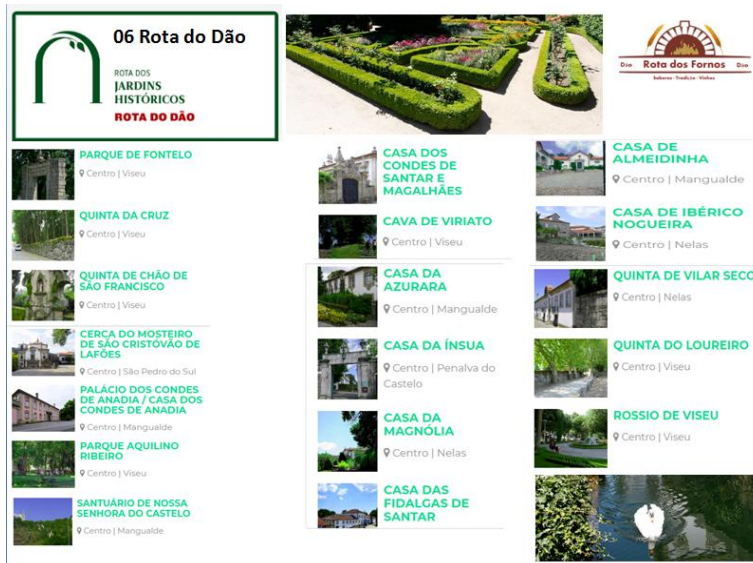 06 Rota do Dão
ROTA DOS
JARDINS
HISTÓRICOS
ROTA DO DÃO
Dão Rota dos Fornos Dão
Sabores - Tradição - Vinhos
PARQUE DE FONTELO
Centro | Viseu
QUINTA DA CRUZ
Centro | Viseu
QUINTA DE CHÃO DE
SÃO FRANCISCO
Centro | Viseu
CERCA DO MOSTEIRO
DE SÃO CRISTÓVÃO DE
LAFÕES
Centro | São Pedro do Sul
PALÁCIO DOS CONDES
DE ANADIA / CASA DOS
CONDES DE ANADIA
Centro | Mangualde
PARQUE AQUILINO
RIBEIRO
Centro | Viseu
SANTUÁRIO DE NOSSA
SENHORA DO CASTELO
Centro | Mangualde
CASA DOS
CONDES DE
SANTAR E
MAGALHÃES
CAVA DE VIRIATO
Centro | Viseu
CASA DA
AZURARA
Centro | Mangualde
CASA DA ÍNSUA
Centro | Penalva do
Castelo
CASA DA
MAGNÓLIA
Centro | Nelas
CASA DAS
FIDALGAS DE
SANTAR
CASA DE
ALMEIDINHA
Centro | Mangualde
CASA DE IBÉRICO
NOGUEIRA
Centro | Nelas
QUINTA DE VILAR SECO
Centro | Nelas
QUINTA DO LOUREIRO
Centro | Viseu
ROSSIO DE VISEU
Centro | Viseu